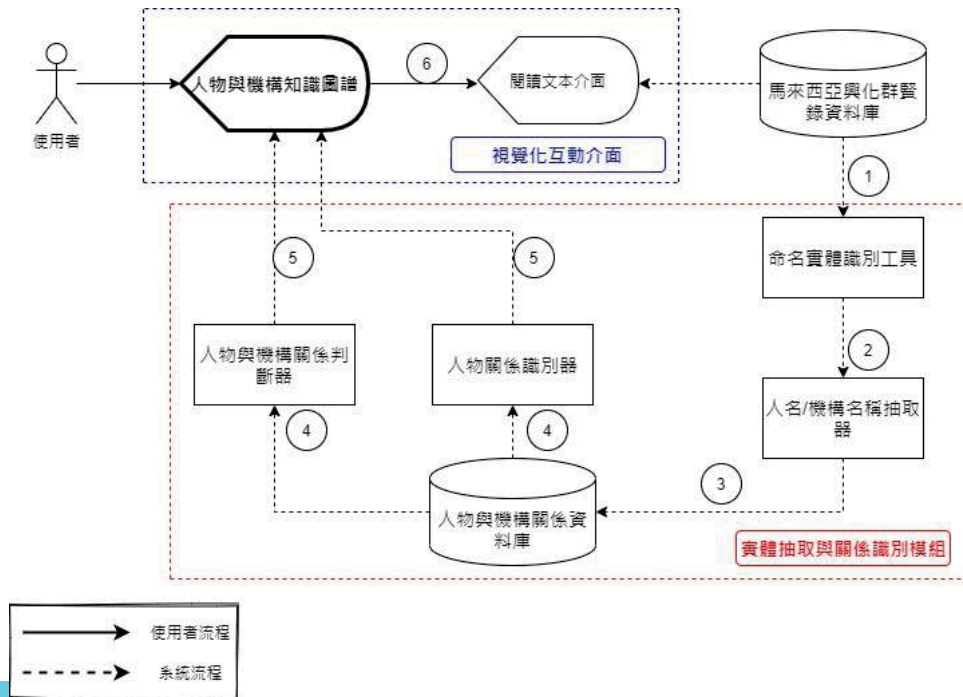 人物與機構知識圖譜
6
閱讀文本介面
馬來西亞興化群賢
錄資料庫
使用者
視覺化互動介面
1
命名實體識別工具
5
5
2
人物與機構關係判
斷器
人物關係識別器
人名/機構名稱抽取
器
4
4
3
人物與機構關係資
料庫
實體抽取與關係識別模組
使用者流程
系統流程